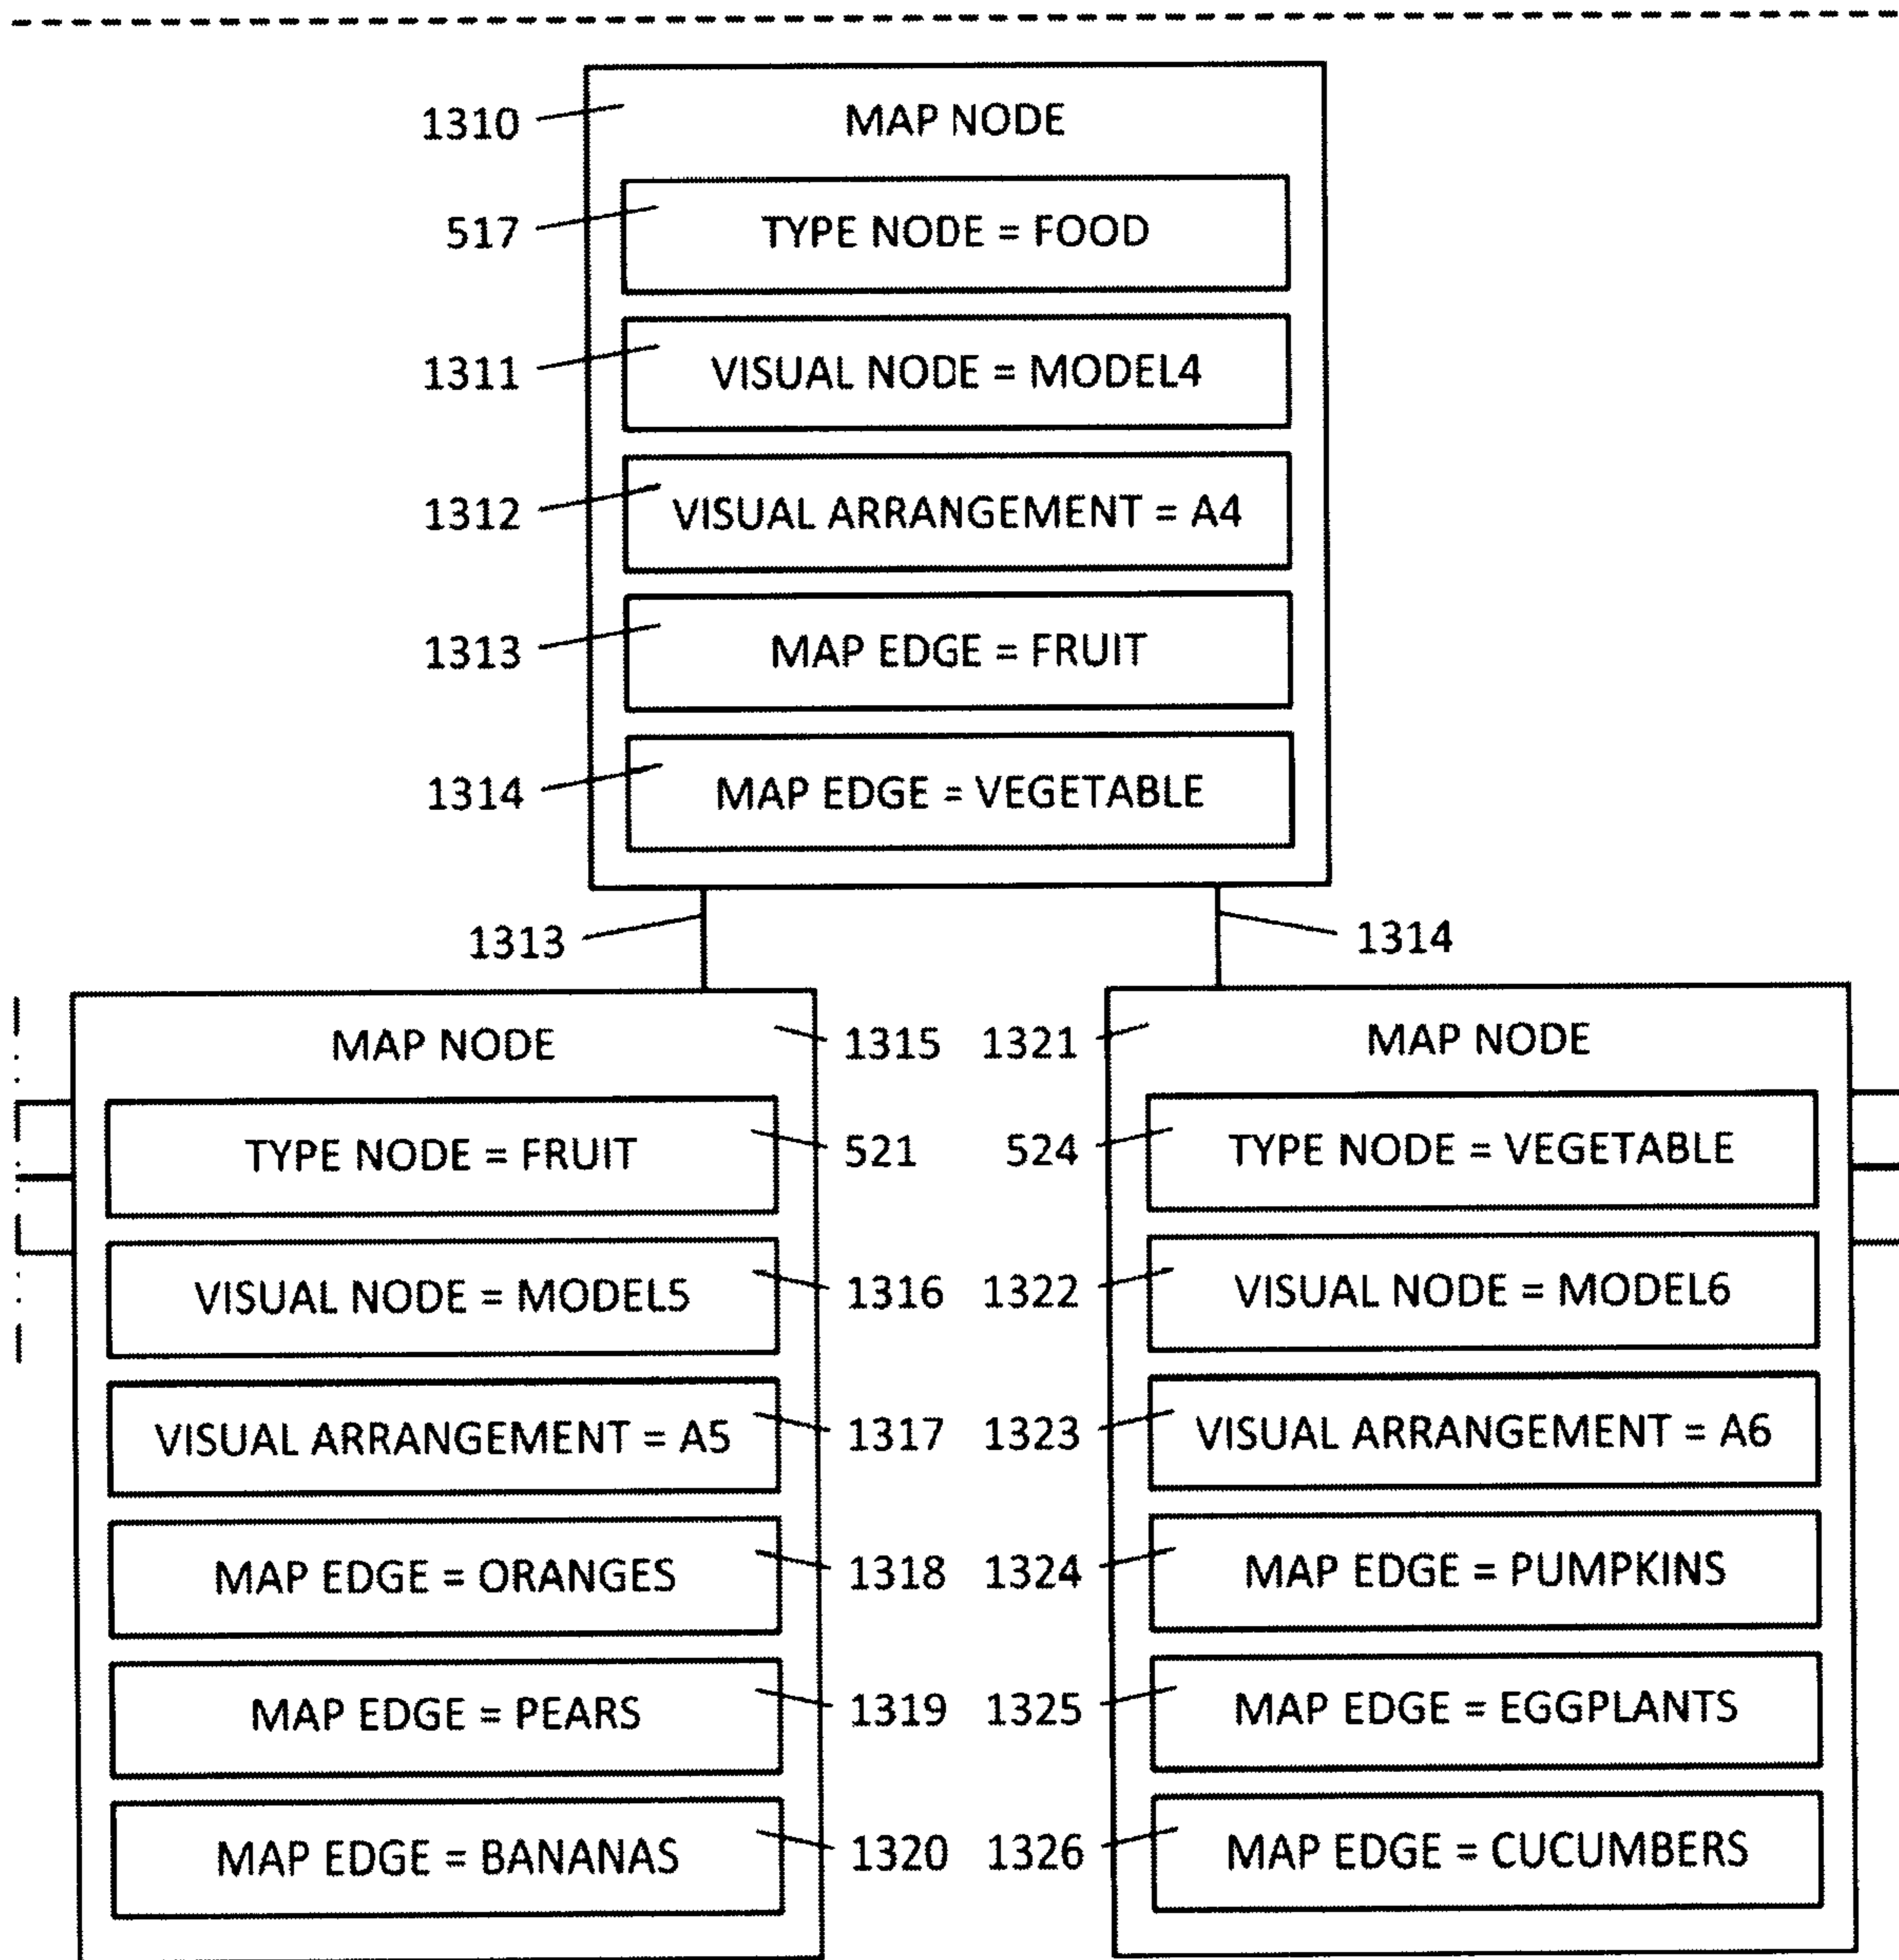 1310 MAP NODE
517 TYPE NODE = FOOD
1311 VISUAL NODE = MODEL4
1312 VISUAL ARRANGEMENT = A4
1313 MAP EDGE = FRUIT
1314 MAP EDGE = VEGETABLE
1313 1314
MAP NODE 1315 1321 MAP NODE
TYPE NODE = FRUIT 521 524 TYPE NODE = VEGETABLE
VISUAL NODE = MODEL5 1316 1322 VISUAL NODE = MODEL6
VISUAL ARRANGEMENT = A5 1317 1323 VISUAL ARRANGEMENT = A6
MAP EDGE = ORANGES 1318 1324 MAP EDGE = PUMPKINS
MAP EDGE = PEARS 1319 1325 MAP EDGE = EGGPLANTS
MAP EDGE = BANANAS 1320 1326 MAP EDGE = CUCUMBERS